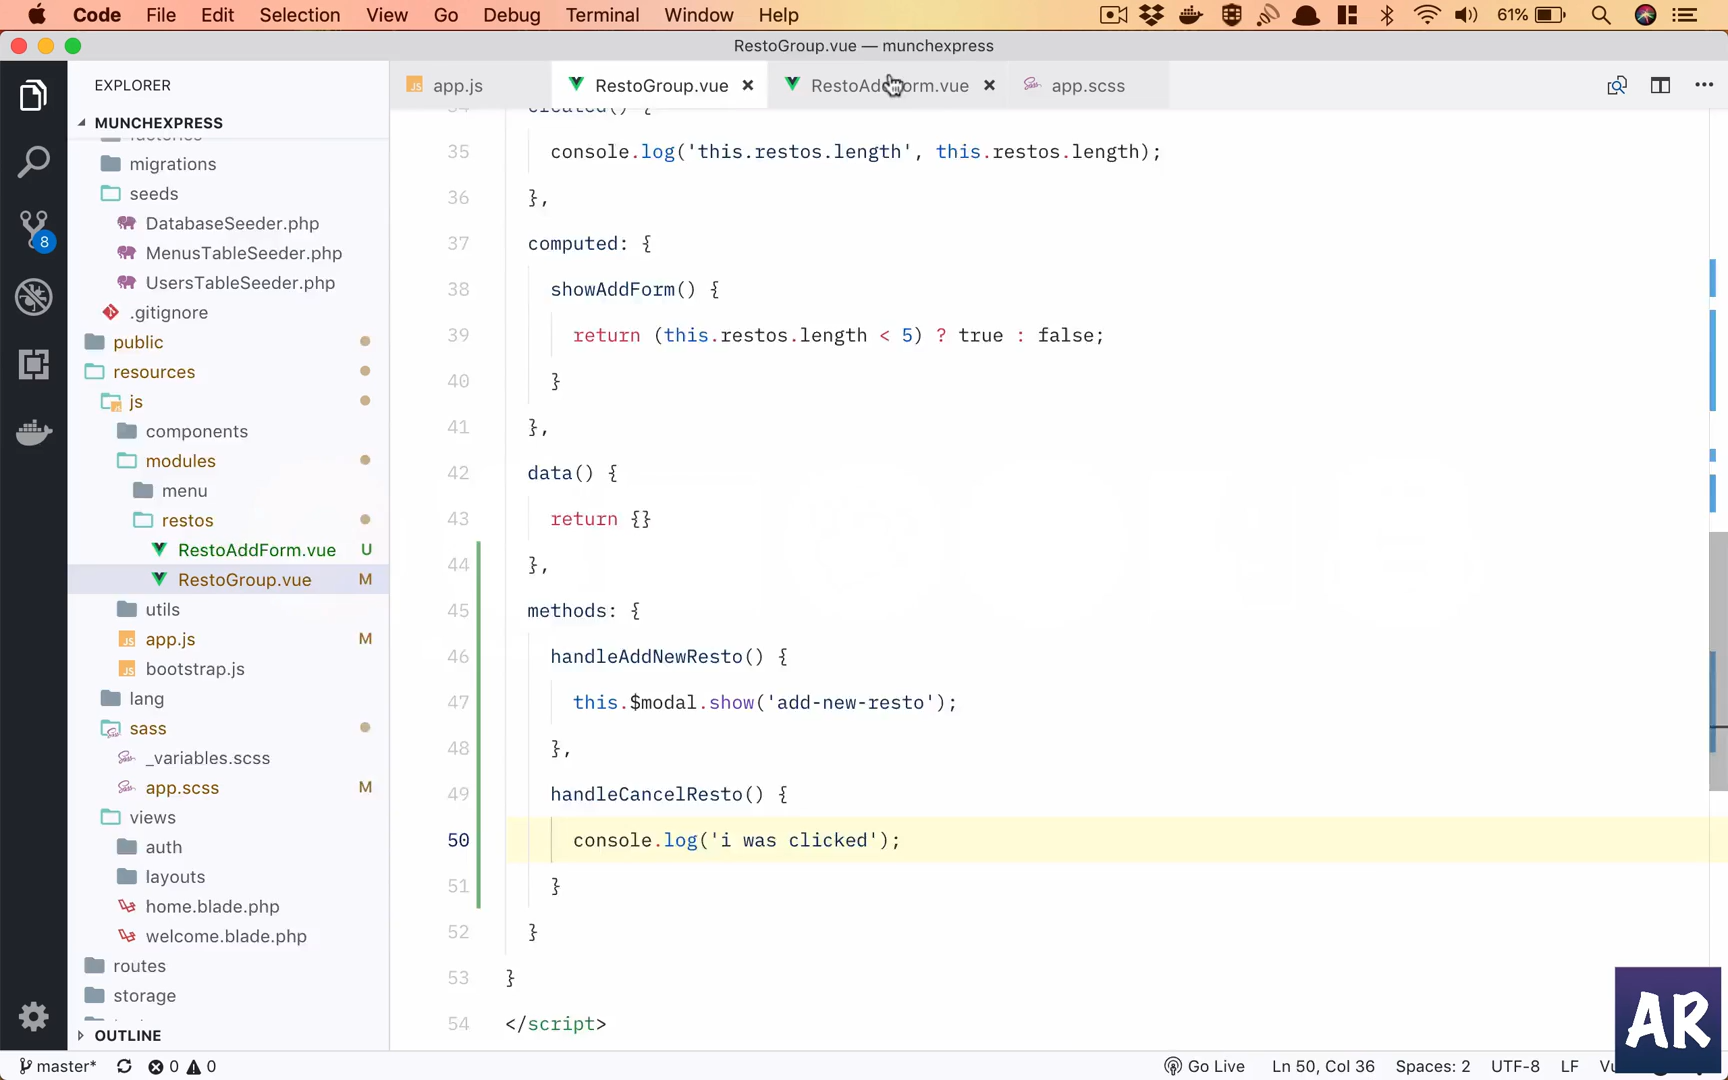 Code File Edit Selection View Go Debug Terminal Window Help 61%
RestoGroup.vue — munchexpress
EXPLORER
MUNCHEXPRESS
migrations
seeds
DatabaseSeeder.php
MenusTableSeeder.php
UsersTableSeeder.php
.gitignore
public
resources
js
components
modules
menu
restos
RestoAddForm.vue U
RestoGroup.vue M
utils
app.js M
bootstrap.js
lang
sass
_variables.scss
app.scss M
views
auth
layouts
home.blade.php
welcome.blade.php
routes
storage
OUTLINE
8
JS app.js RestoGroup.vue × RestoAddForm.vue × app.scss
35 console.log('this.restos.length', this.restos.length);
36 },
37 computed: {
38 showAddForm() {
39 return (this.restos.length < 5) ? true : false;
40 }
41 },
42 data() {
43 return {}
44 },
45 methods: {
46 handleAddNewResto() {
47 this.$modal.show('add-new-resto');
48 },
49 handleCancelResto() {
50 console.log('i was clicked');
51 }
52 }
53 }
54 </script>
master* 0 0 Go Live Ln 50, Col 36 Spaces: 2 UTF-8 LF
AR